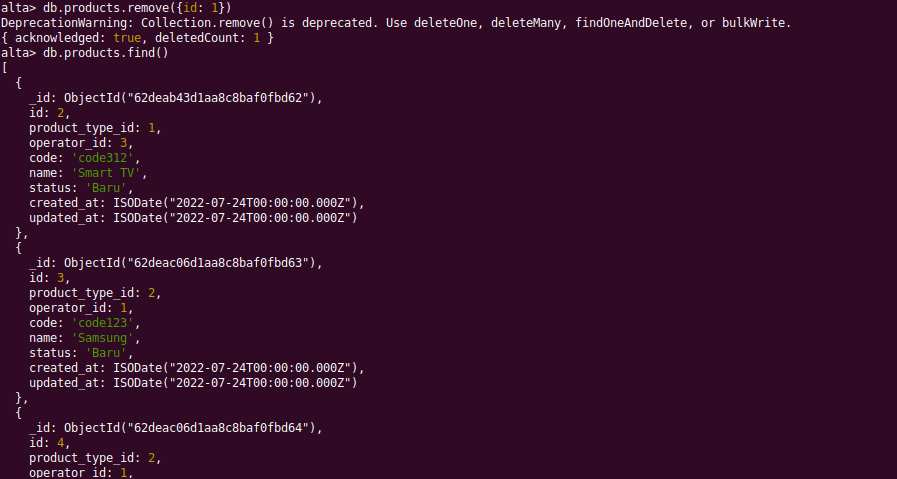 alta> db.products.remove({id: 1})
DeprecationWarning: Collection.remove() is deprecated. Use deleteOne, deleteMany, findOneAndDelete, or bulkWrite.
{ acknowledged: true, deletedCount: 1 }
alta> db.products.find()
[
  {
    _id: ObjectId("62deab43d1aa8c8baf0fbd62"),
    id: 2,
    product_type_id: 1,
    operator_id: 3,
    code: 'code312',
    name: 'Smart TV',
    status: 'Baru',
    created_at: ISODate("2022-07-24T00:00:00.000Z"),
    updated_at: ISODate("2022-07-24T00:00:00.000Z")
  },
  {
    _id: ObjectId("62deac06d1aa8c8baf0fbd63"),
    id: 3,
    product_type_id: 2,
    operator_id: 1,
    code: 'code123',
    name: 'Samsung',
    status: 'Baru',
    created_at: ISODate("2022-07-24T00:00:00.000Z"),
    updated_at: ISODate("2022-07-24T00:00:00.000Z")
  },
  {
    _id: ObjectId("62deac06d1aa8c8baf0fbd64"),
    id: 4,
    product_type_id: 2,
    operator_id: 1,